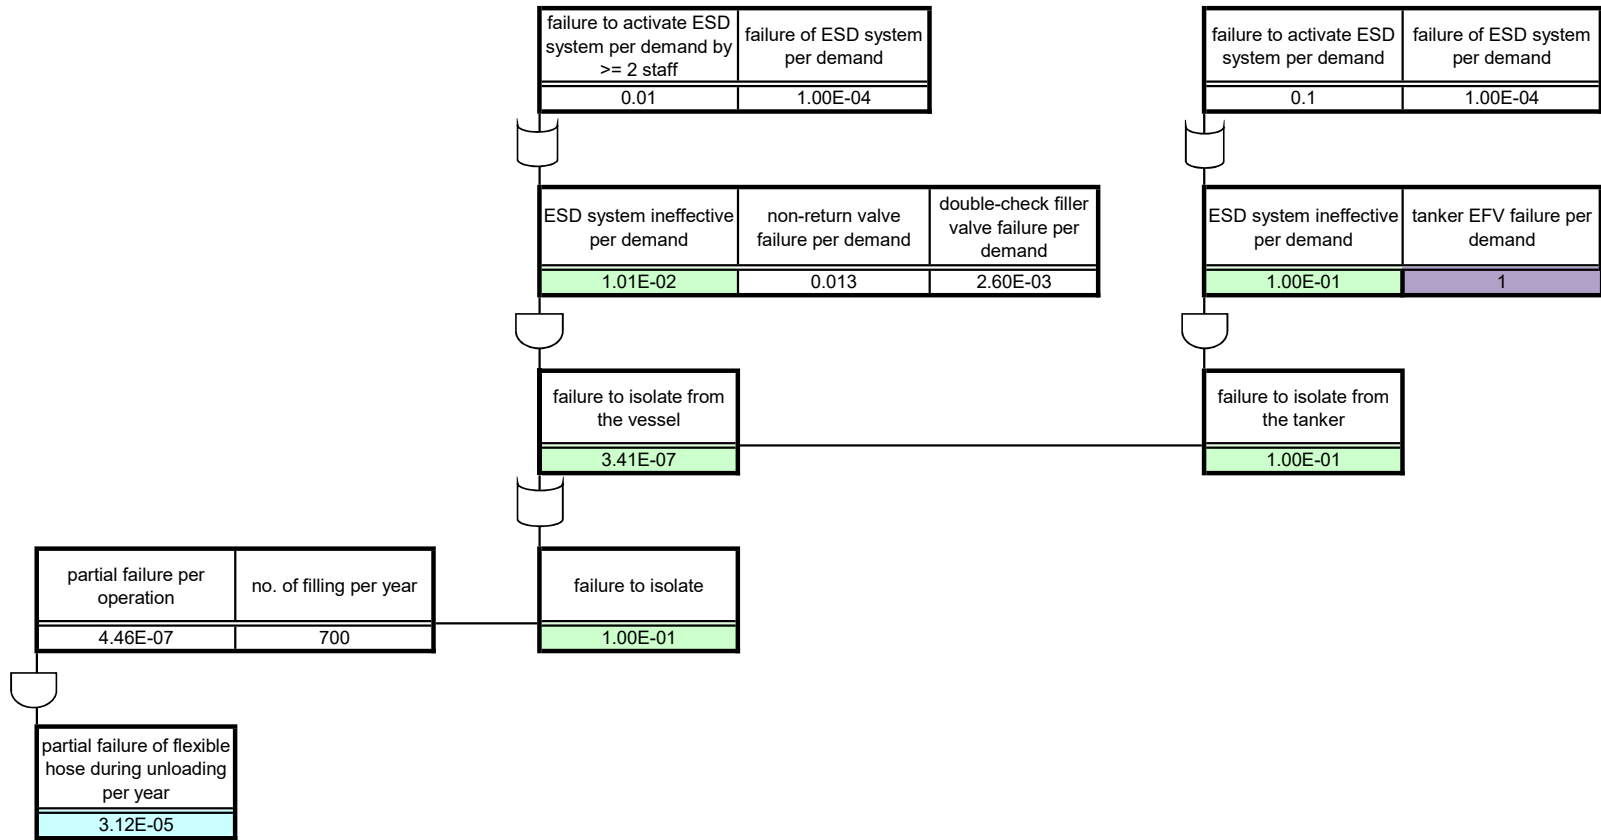 failure to activate ESD
system per demand by
>= 2 staff
failure of ESD system
per demand
0.01
1.00E-04
failure to activate ESD
system per demand
failure of ESD system
per demand
0.1
1.00E-04
ESD system ineffective
per demand
non-return valve
failure per demand
double-check filler
valve failure per
demand
1.01E-02
0.013
2.60E-03
ESD system ineffective
per demand
tanker EFV failure per
demand
1.00E-01
1
failure to isolate from
the vessel
3.41E-07
failure to isolate from
the tanker
1.00E-01
partial failure per
operation
no. of filling per year
4.46E-07
700
failure to isolate
1.00E-01
partial failure of flexible
hose during unloading
per year
3.12E-05